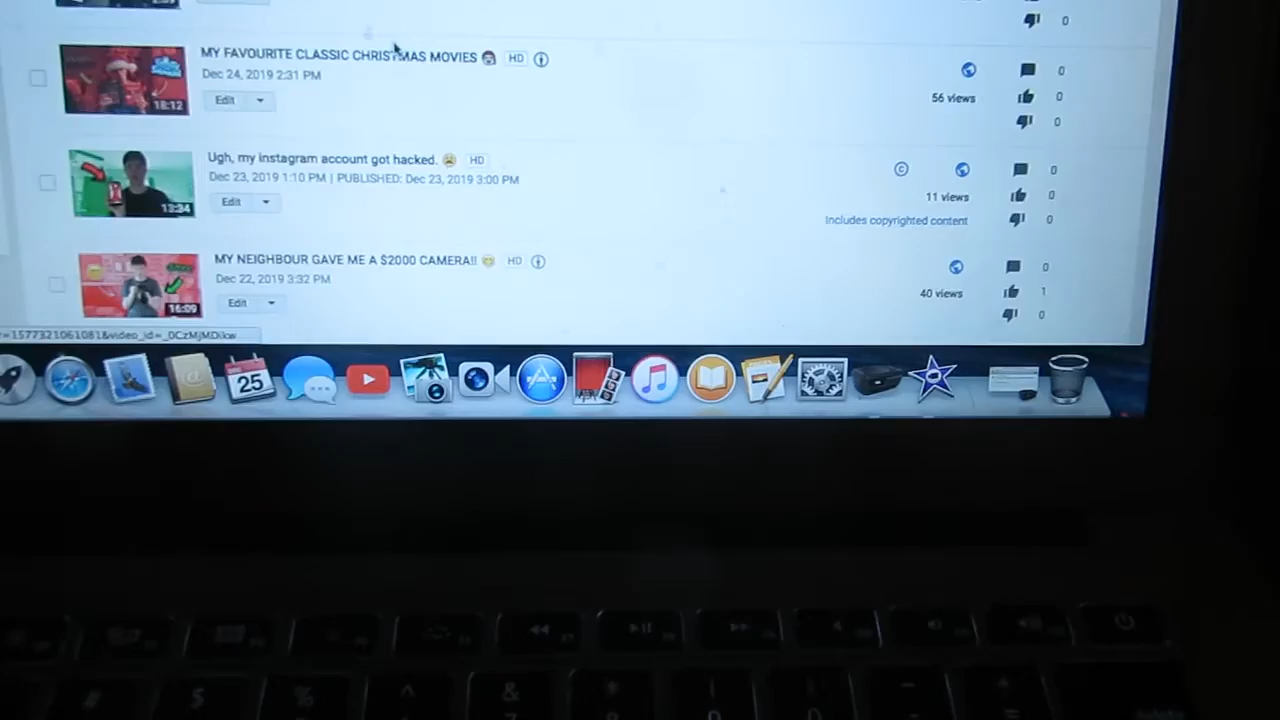 0
MY FAVOURITE CLASSIC CHRISTMAS MOVIES HD
Dec 24, 2019 2:31 PM
Edit
18:12
56 views
0
0
0
Ugh, my instagram account got hacked. HD
Dec 23, 2019 1:10 PM | PUBLISHED: Dec 23, 2019 3:00 PM
Edit
13:34
11 views
Includes copyrighted content
0
0
0
MY NEIGHBOUR GAVE ME A $2000 CAMERA!! HD
Dec 22, 2019 3:32 PM
Edit
40 views
0
1
0
25